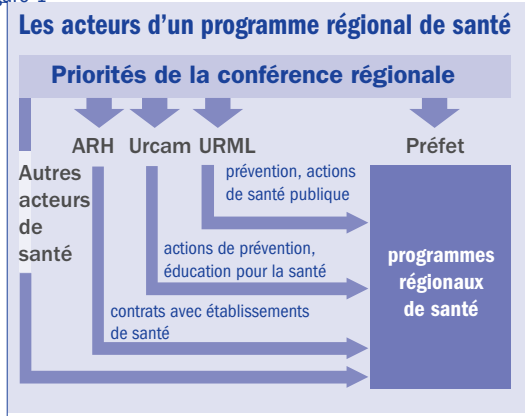 Les acteurs d'un programme régional de santé
Priorités de la conférence régionale
ARH Urcam URML Préfet
Autres
acteurs
de
santé
prévention, actions
de santé publique
actions de prévention,
éducation pour la santé
contrats avec établissements
de santé
programmes
régionaux
de santé